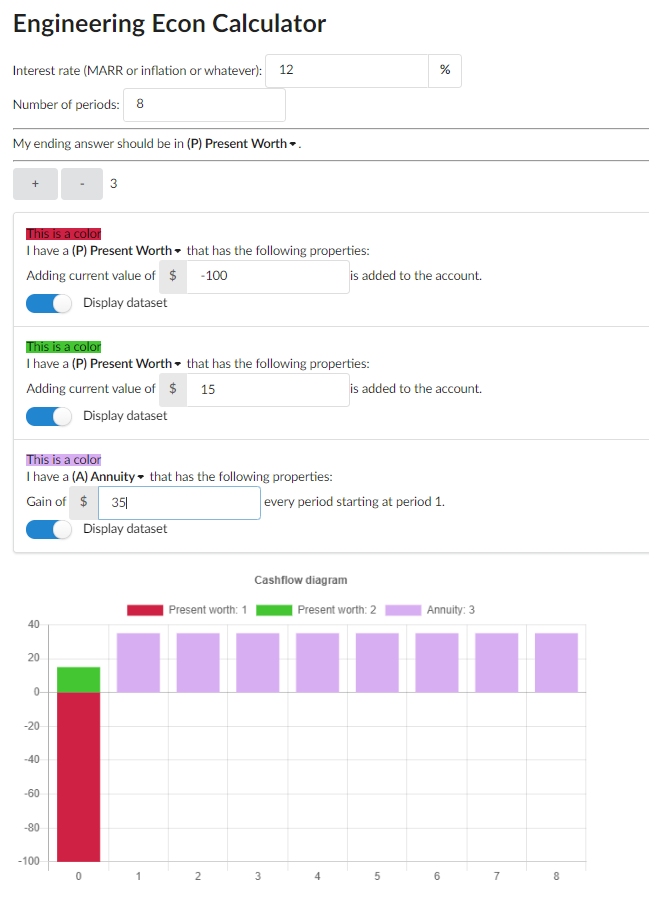 Engineering Econ Calculator
Interest rate (MARR or inflation or whatever): 12 %
Number of periods: 8
My ending answer should be in (P) Present Worth .
+ - 3
This is a color
I have a (P) Present Worth that has the following properties:
Adding current value of $ -100 is added to the account.
Display dataset
This is a color
I have a (P) Present Worth that has the following properties:
Adding current value of $ 15 is added to the account.
Display dataset
This is a color
I have a (A) Annuity that has the following properties:
Gain of $ 35 every period starting at period 1.
Display dataset
Cashflow diagram
Present worth: 1 Present worth: 2 Annuity: 3
40
20
0
-20
-40
-60
-80
-100
0 1 2 3 4 5 6 7 8